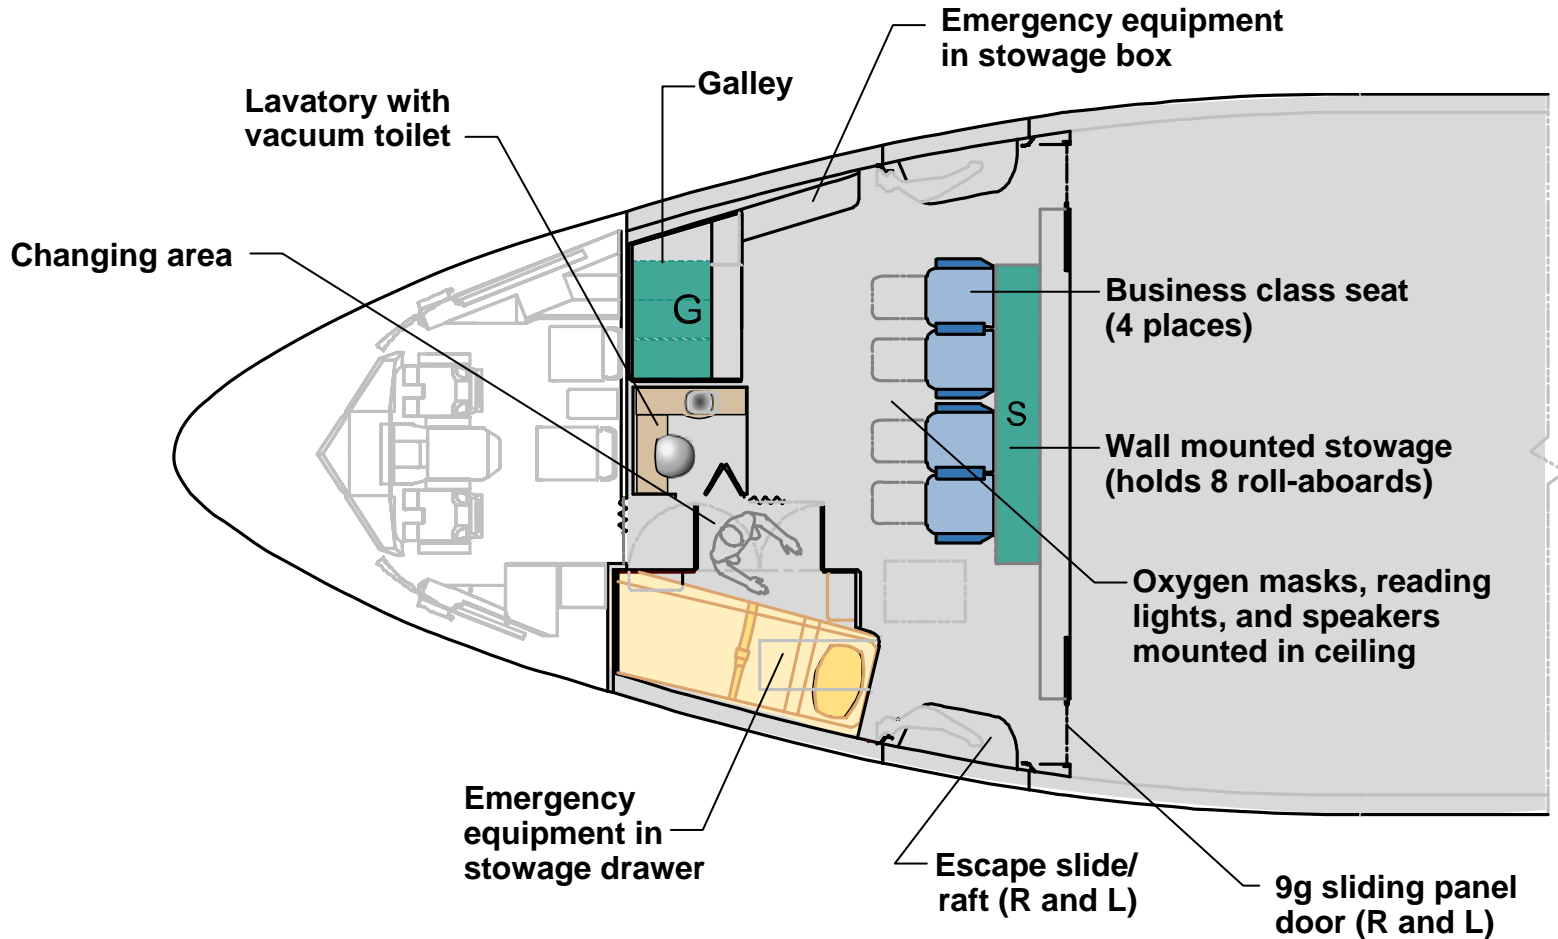 Emergency equipment
in stowage box
Galley
Lavatory with
vacuum toilet
Changing area
G
Business class seat
(4 places)
S
Wall mounted stowage
(holds 8 roll-aboards)
Oxygen masks, reading
lights, and speakers
mounted in ceiling
Emergency
equipment in
stowage drawer
Escape slide/
raft (R and L)
9g sliding panel
door (R and L)